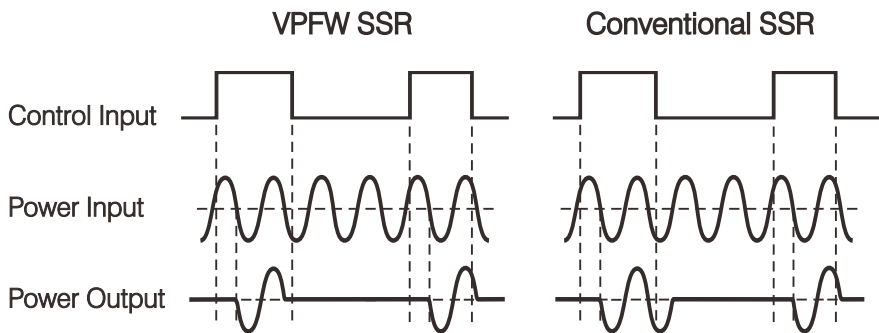 VPFW SSR
Conventional SSR
Control Input
Power Input
Power Output